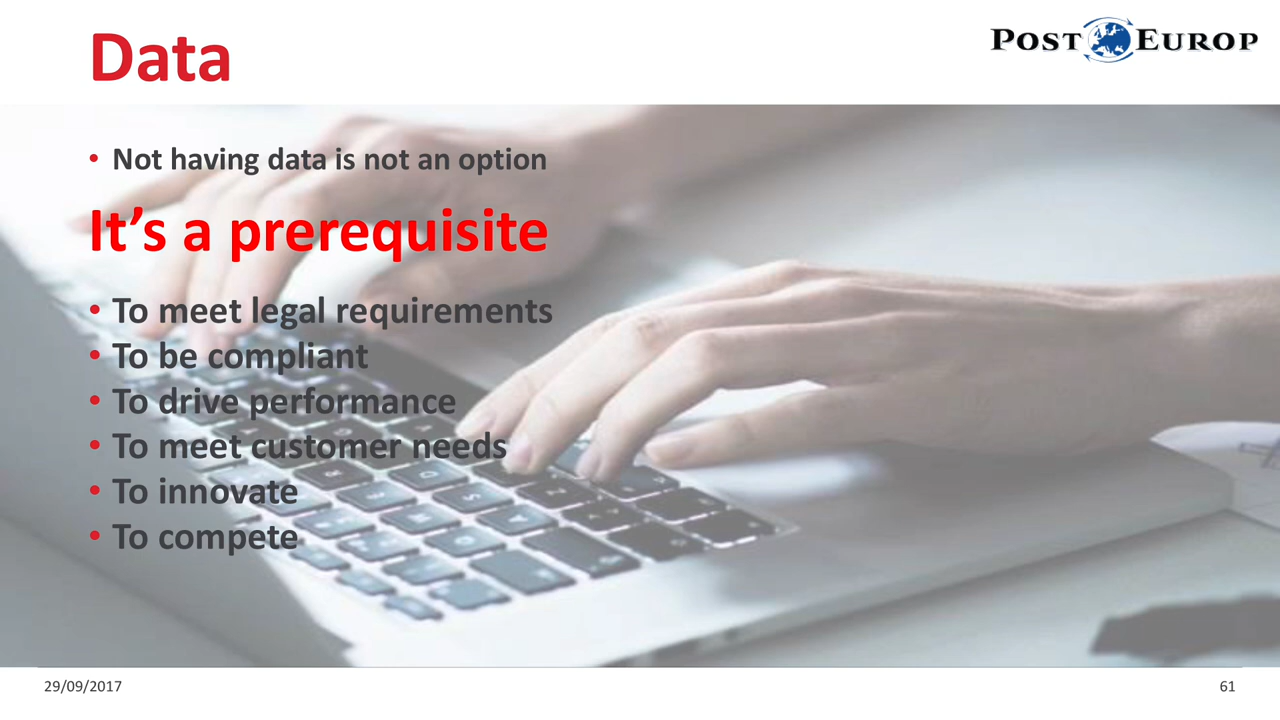 Data
POST EUROP
• Not having data is not an option
It’s a prerequisite
• To meet legal requirements
• To be compliant
• To drive performance
• To meet customer needs
• To innovate
• To compete
29/09/2017
61